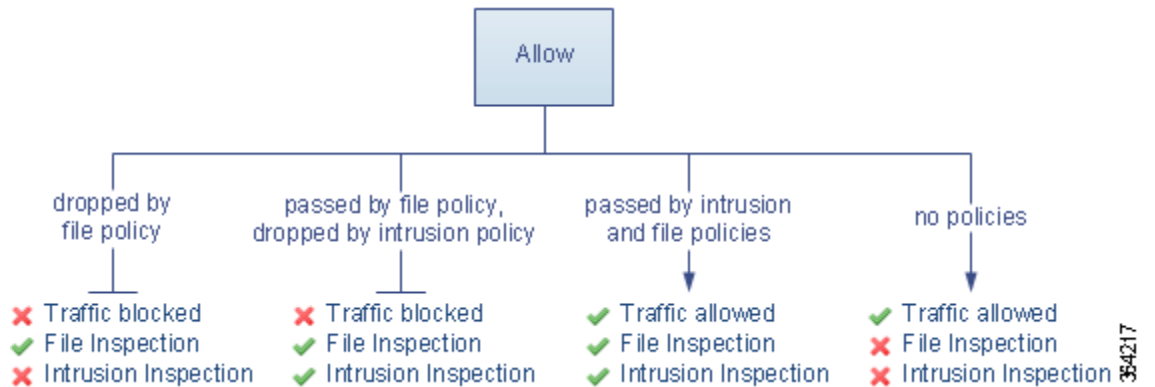 Allow
dropped by
file policy
passed by file policy,
dropped by intrusion policy
passed by intrusion
and file policies
no policies
Traffic blocked
File Inspection
Intrusion Inspection
Traffic blocked
File Inspection
Intrusion Inspection
Traffic allowed
File Inspection
Intrusion Inspection
Traffic allowed
File Inspection
Intrusion Inspection
364217